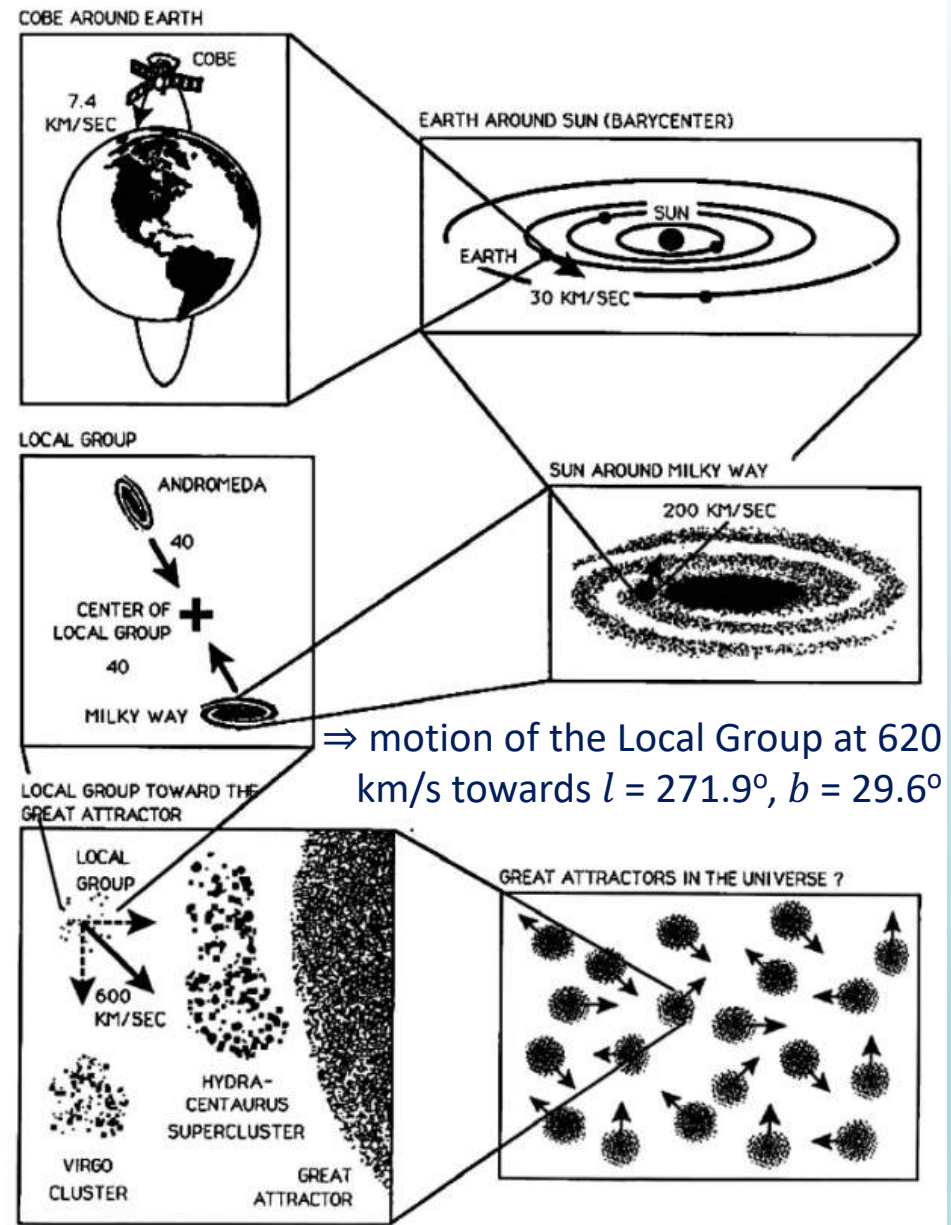 COBE AROUND EARTH
COBE
7.4
KM/SEC
EARTH AROUND SUN (BARYCENTER)
SUN
EARTH
30 KM/SEC
LOCAL GROUP
ANDROMEDA
40
CENTER OF
LOCAL GROUP
40
MILKY WAY
SUN AROUND MILKY WAY
200 KM/SEC
⇒ motion of the Local Group at 620
km/s towards l = 271.9º, b = 29.6º
LOCAL GROUP TOWARD THE
GREAT ATTRACTOR
LOCAL
GROUP
600
KM/SEC
VIRGO
CLUSTER
HYDRA-
CENTAURUS
SUPERCLUSTER
GREAT
ATTRACTOR
GREAT ATTRACTORS IN THE UNIVERSE ?